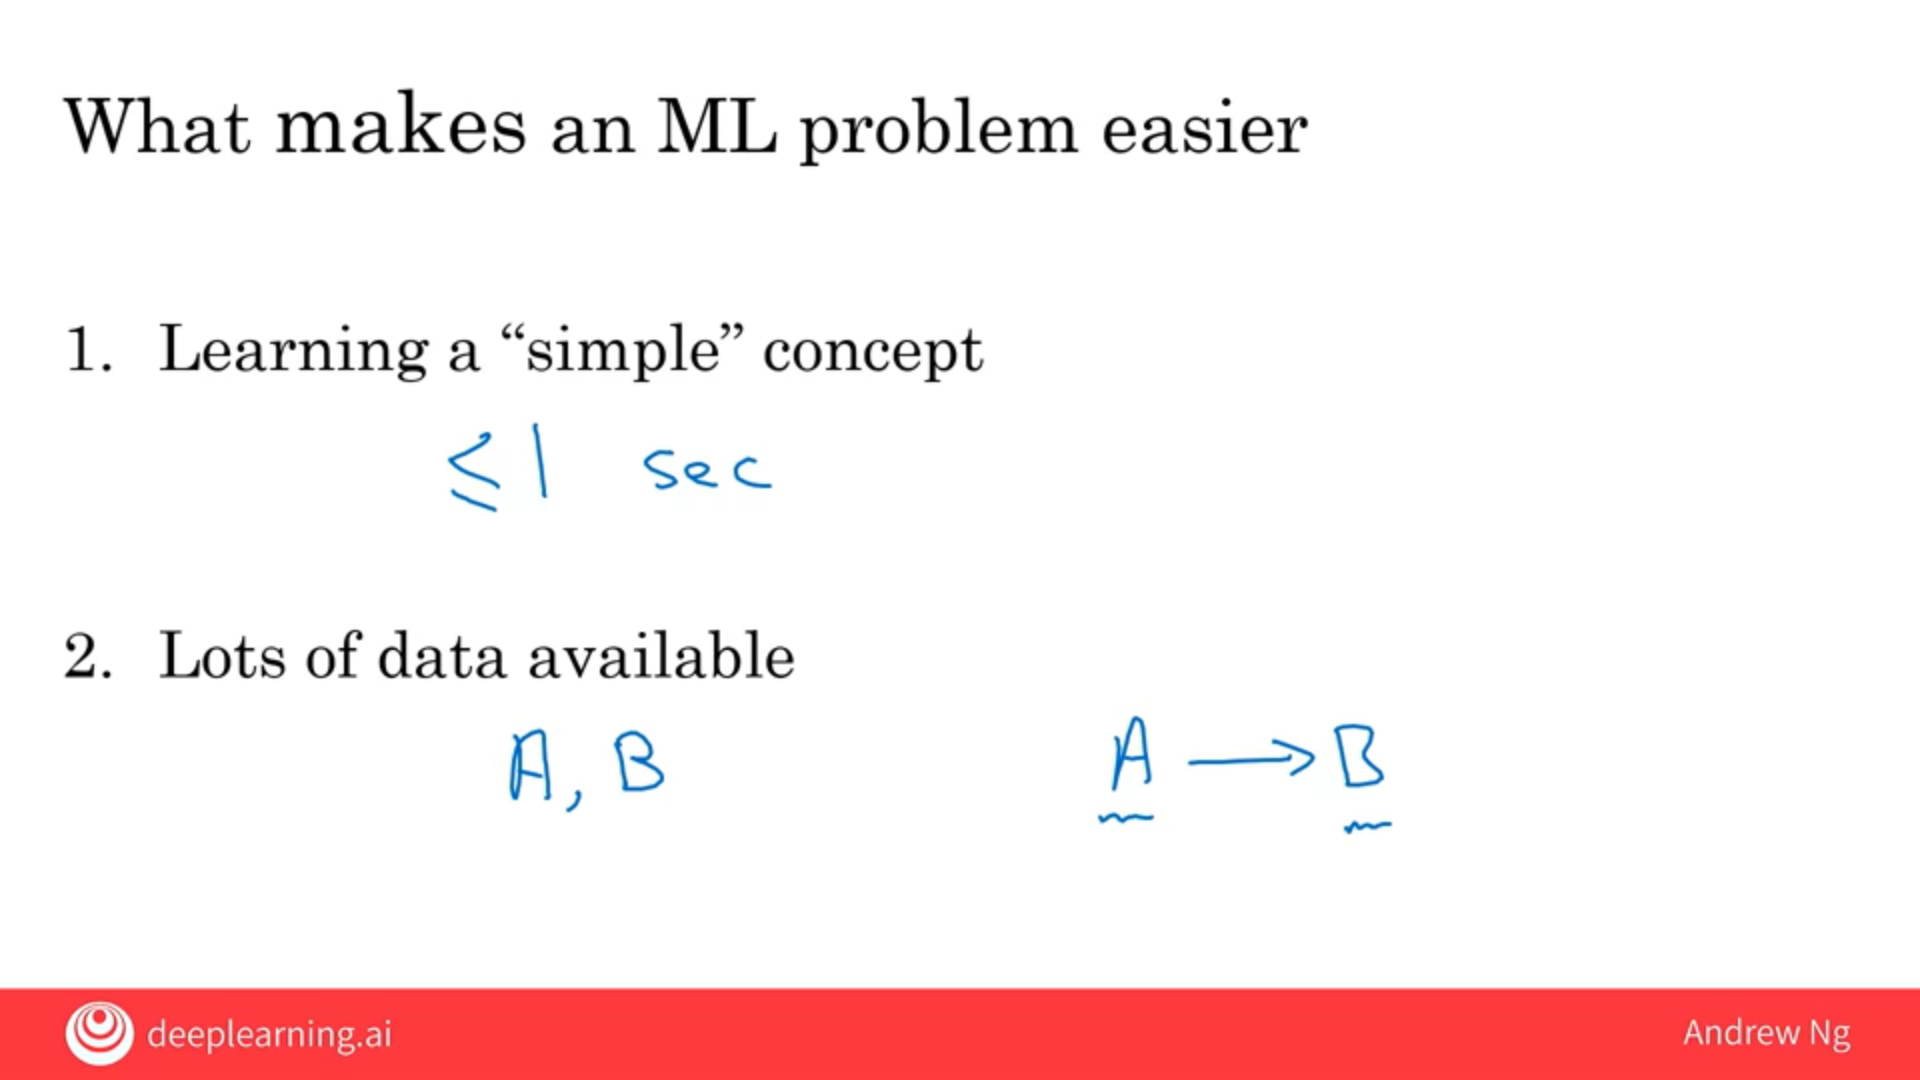 What makes an ML problem easier
1. Learning a “simple” concept
≤1 sec
2. Lots of data available
A, B
A → B
deeplearning.ai
Andrew Ng